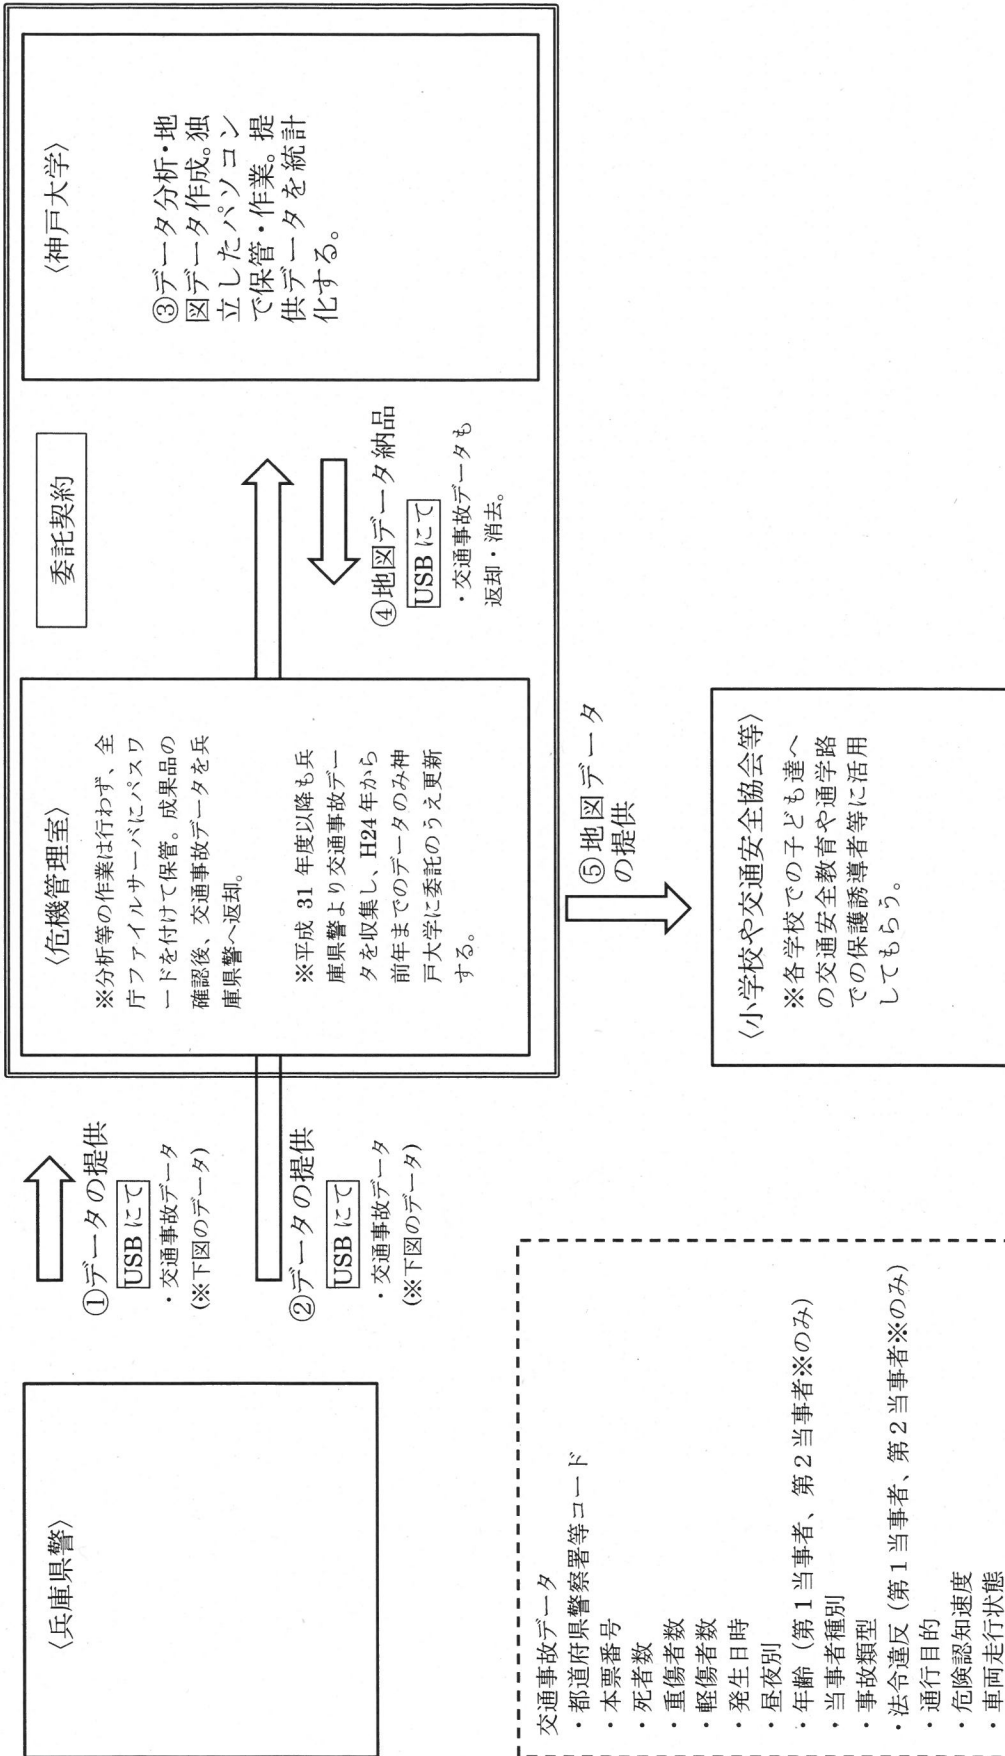 〈兵庫県警〉
①データの提供
USB にて
・交通事故データ
(※下図のデータ)
②データの提供
USB にて
・交通事故データ
(※下図のデータ)
〈危機管理室〉
※分析等の作業は行わず、全
庁ファイルサーバにパスワ
ードを付けて保管。成果品の
確認後、交通事故データを兵
庫県警へ返却。
※平成 31 年度以降も兵
庫県警より交通事故デー
タを収集し、H24 年から
前年までのデータのみ神
戸大学に委託のうえ更新
する。
委託契約
④地図データ納品
USB にて
・交通事故データも
返却・消去。
〈神戸大学〉
③データ分析・地
図データ作成。独
立したパソコン
で保管・作業。提
供データを統計
化する。
⑤地図データ
の提供
〈小学校や交通安全協会等〉
※各学校での子ども達へ
の交通安全教育や通学路
での保護誘導者等に活用
してもらう。
交通事故データ
・都道府県警察署等コード
・本票番号
・死者数
・重傷者数
・軽傷者数
・発生日時
・昼夜別
・年齢（第１当事者、第２当事者※のみ）
・当事者種別
・事故類型
・法令違反（第１当事者、第２当事者※のみ）
・通行目的
・危険認知速度
・車両走行状態